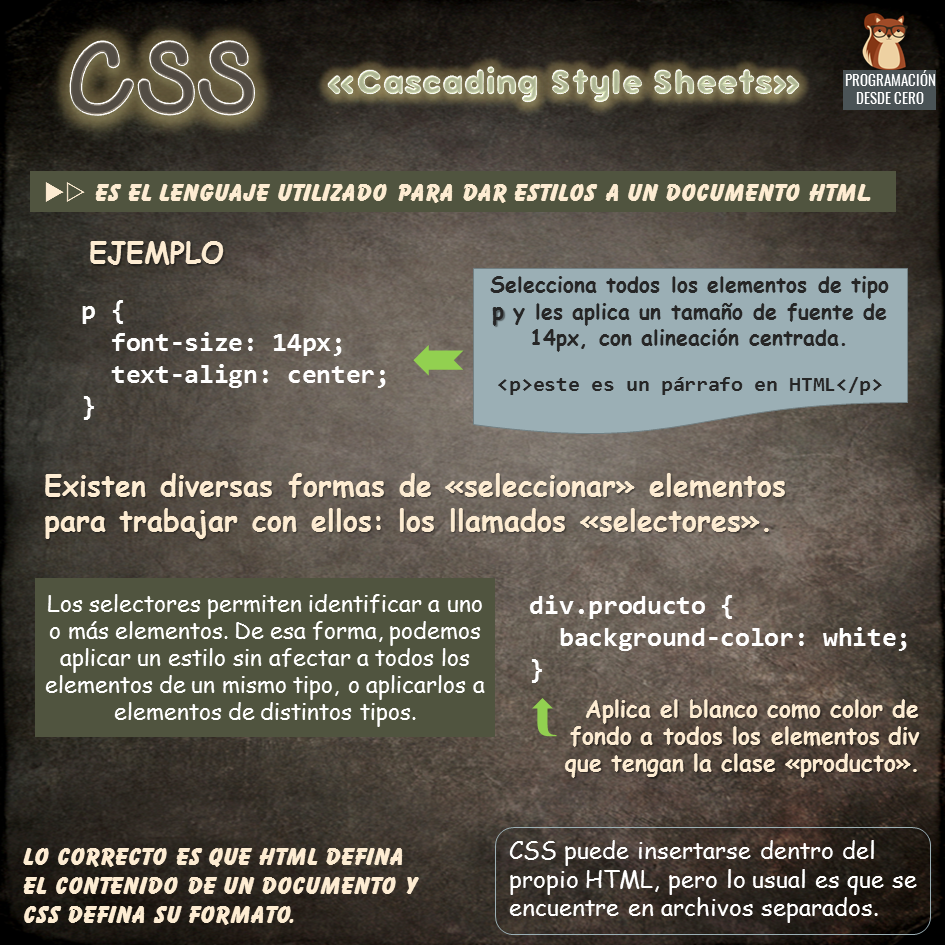 CSS
«Cascading Style Sheets»
PROGRAMACIÓN
DESDE CERO
ES EL LENGUAJE UTILIZADO PARA DAR ESTILOS A UN DOCUMENTO HTML
EJEMPLO
p {
  font-size: 14px;
  text-align: center;
}
Selecciona todos los elementos de tipo
p y les aplica un tamaño de fuente de
14px, con alineación centrada.
<p>este es un párrafo en HTML</p>
Existen diversas formas de «seleccionar» elementos
para trabajar con ellos: los llamados «selectores».
Los selectores permiten identificar a uno
o más elementos. De esa forma, podemos
aplicar un estilo sin afectar a todos los
elementos de un mismo tipo, o aplicarlos a
elementos de distintos tipos.
div.producto {
  background-color: white;
}
Aplica el blanco como color de
fondo a todos los elementos div
que tengan la clase «producto».
LO CORRECTO ES QUE HTML DEFINA
EL CONTENIDO DE UN DOCUMENTO Y
CSS DEFINA SU FORMATO.
CSS puede insertarse dentro del
propio HTML, pero lo usual es que se
encuentre en archivos separados.